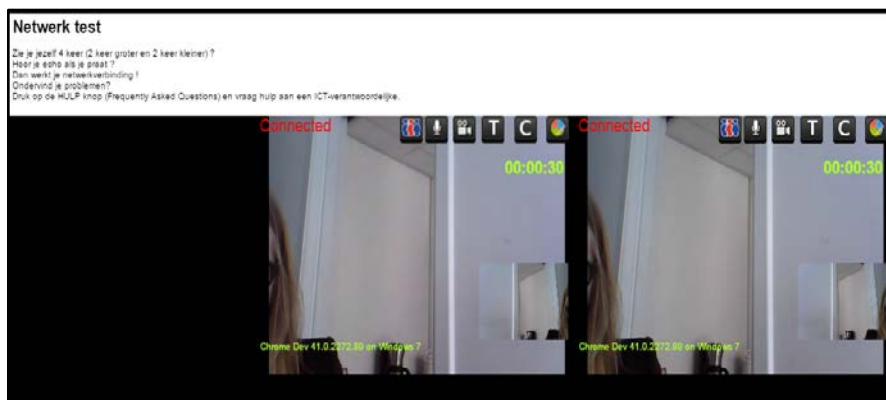 Netwerk test
Zie je jezelf 4 keer (2 keer groter en 2 keer kleiner) ?
Hoor je echo als je praat ?
Dan werkt je netwerkverbinding !
Ondervind je problemen?
Druk op de HULP knop (Frequently Asked Questions) en vraag hulp aan een ICT-verantwoordelijke.
Connected T C Connected T C
00:00:30 00:00:30
Chrome Dev 41.0.2272.89 on Windows 7 Chrome Dev 41.0.2272.89 on Windows 7